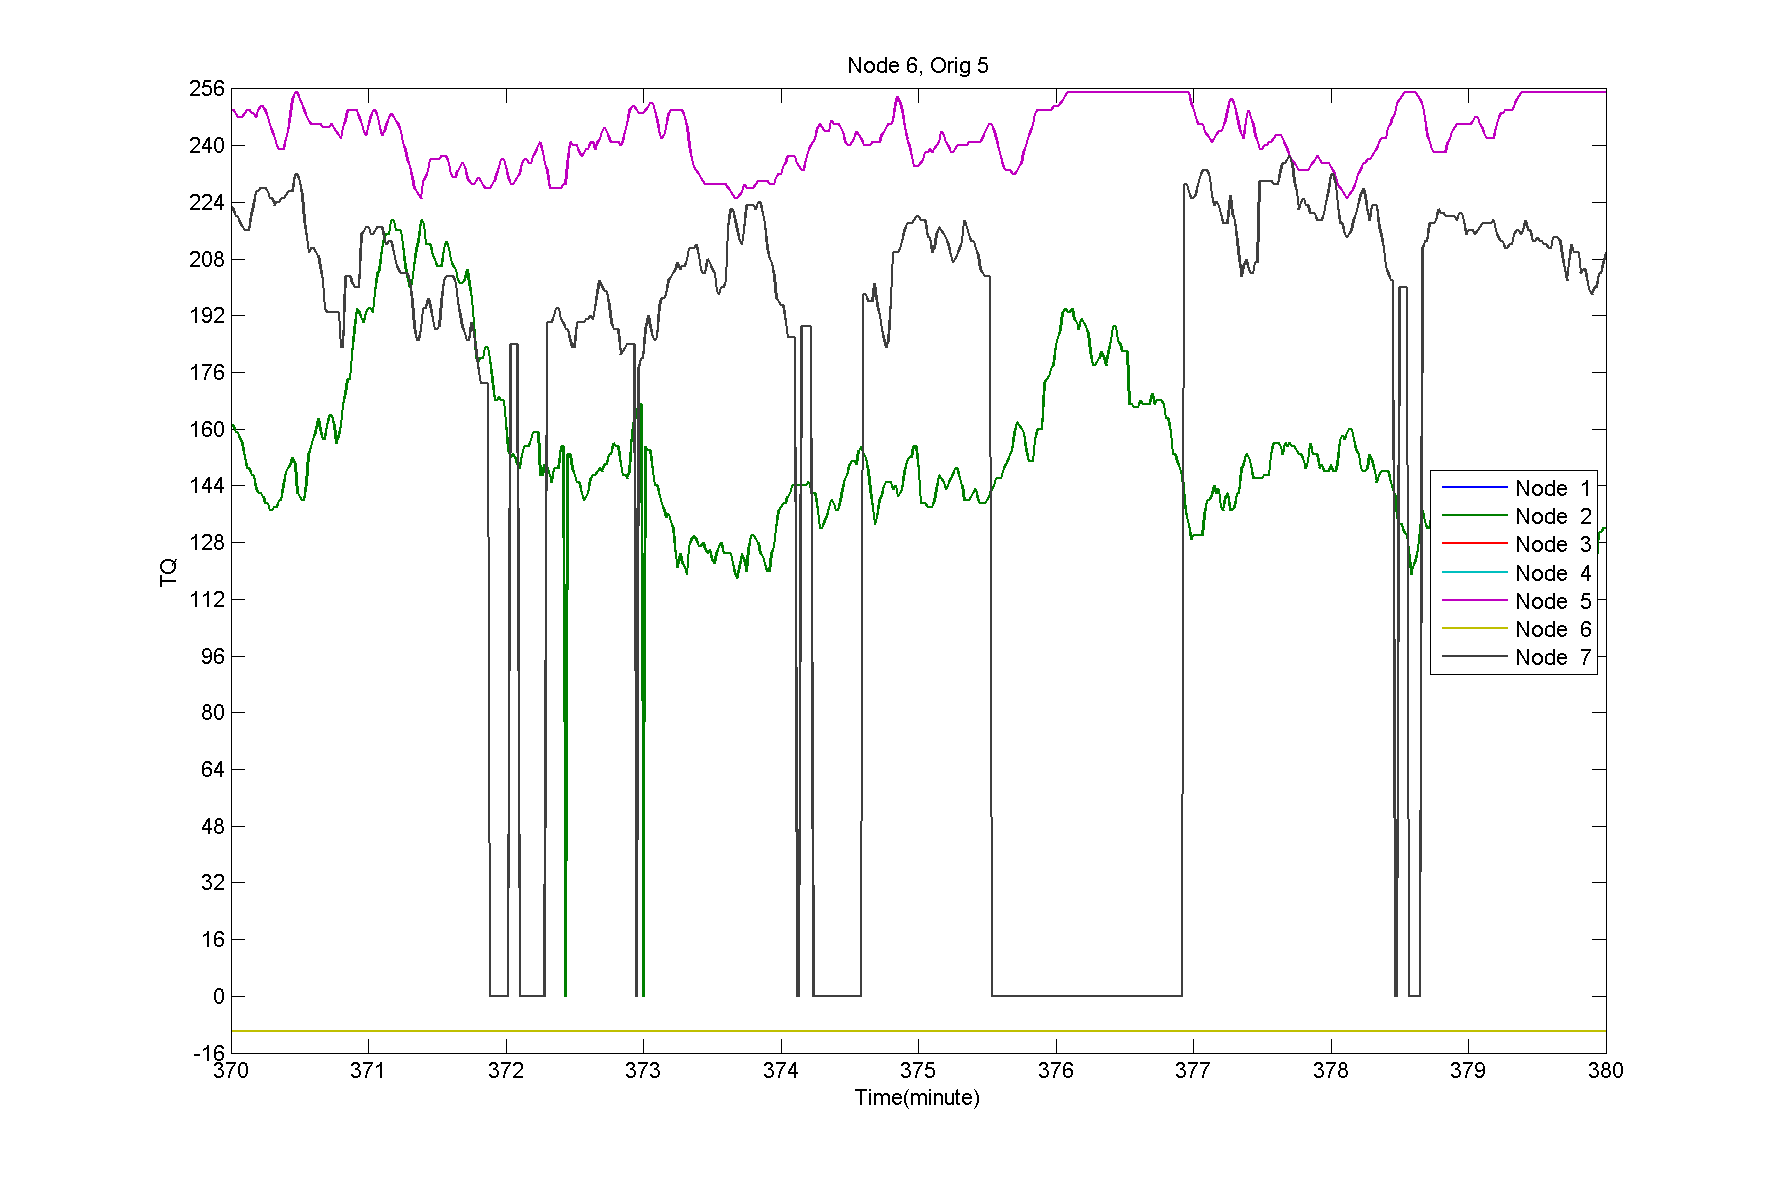 Node 6, Orig 5
256
240
224
208
192
176
160
144
128
112
96
80
64
48
32
16
0
-16
TQ
370 371 372 373 374 375 376 377 378 379 380
Time(minute)
Node 1
Node 2
Node 3
Node 4
Node 5
Node 6
Node 7